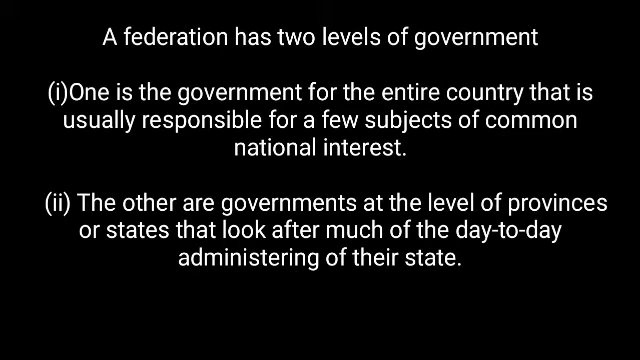 A federation has two levels of government
(i)One is the government for the entire country that is
usually responsible for a few subjects of common
national interest.
(ii) The other are governments at the level of provinces
or states that look after much of the day-to-day
administering of their state.